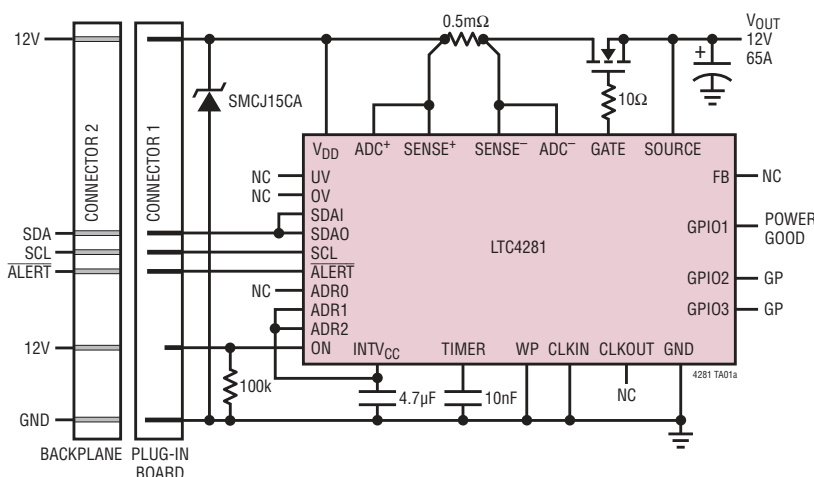 0.5mΩ
VOUT
12V
65A
+
12V
SMCJ15CA
10Ω
CONNECTOR 2
CONNECTOR 1
VDD ADC+ SENSE+ SENSE– ADC– GATE SOURCE
NC UV
NC OV
SDAI
SDA SDAO
SCL SCL
ALERT ALERT
NC ADR0
ADR1
ADR2
12V ON
LTC4281
FB NC
GPIO1 POWER GOOD
GPIO2 GP
GPIO3 GP
INTVCC TIMER WP CLKIN CLKOUT GND
4281 TA01a
100k
4.7µF
10nF
NC
GND
BACKPLANE PLUG-IN
BOARD